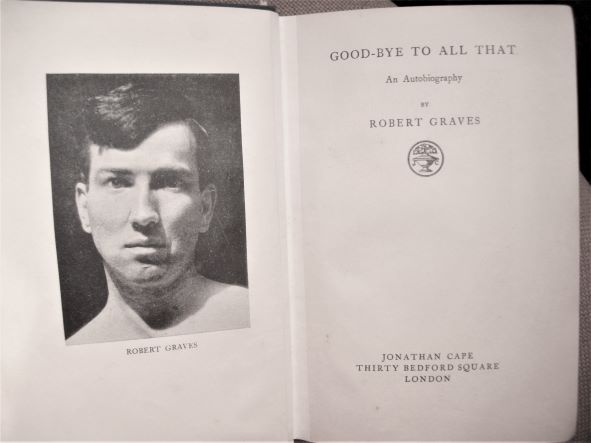 ROBERT GRAVES
GOOD-BYE TO ALL THAT
An Autobiography
BY
ROBERT GRAVES
JONATHAN CAPE
THIRTY BEDFORD SQUARE
LONDON